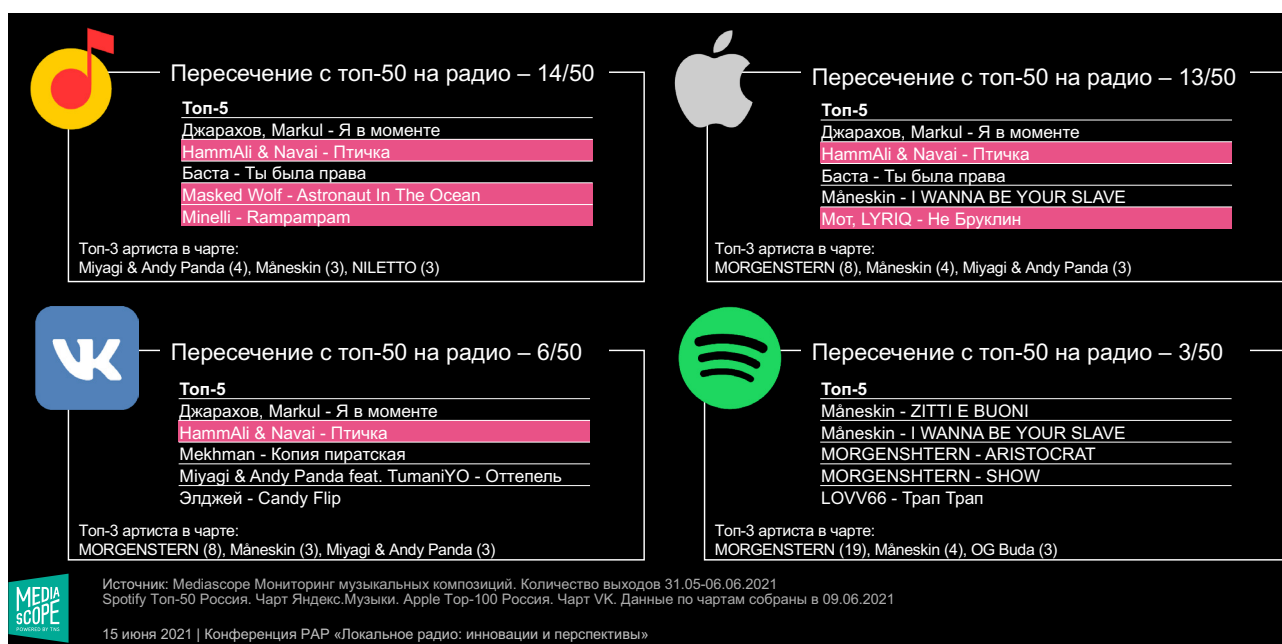 Пересечение с топ-50 на радио – 14/50
Топ-5
Джарахов, Markul - Я в моменте
HammAli & Navai - Птичка
Баста - Ты была права
Masked Wolf - Astronaut In The Ocean
Minelli - Rampampam
Топ-3 артиста в чарте:
Miyagi & Andy Panda (4), Måneskin (3), NILETTO (3)
Пересечение с топ-50 на радио – 13/50
Топ-5
Джарахов, Markul - Я в моменте
HammAli & Navai - Птичка
Баста - Ты была права
Måneskin - I WANNA BE YOUR SLAVE
Мот, LYRIQ - Не Бруклин
Топ-3 артиста в чарте:
MORGENSTERN (8), Måneskin (4), Miyagi & Andy Panda (3)
VK
Пересечение с топ-50 на радио – 6/50
Топ-5
Джарахов, Markul - Я в моменте
HammAli & Navai - Птичка
Mekhman - Копия пиратская
Miyagi & Andy Panda feat. TumaniYO - Оттепель
Элджей - Candy Flip
Топ-3 артиста в чарте:
MORGENSTERN (8), Måneskin (3), Miyagi & Andy Panda (3)
Пересечение с топ-50 на радио – 3/50
Топ-5
Måneskin - ZITTI E BUONI
Måneskin - I WANNA BE YOUR SLAVE
MORGENSHTERN - ARISTOCRAT
MORGENSHTERN - SHOW
LOVV66 - Трап Трап
Топ-3 артиста в чарте:
MORGENSTERN (19), Måneskin (4), OG Buda (3)
MEDIA
SCOPE
POWERED BY TNS
Источник: Mediascope Мониторинг музыкальных композиций. Количество выходов 31.05-06.06.2021
Spotify Топ-50 Россия. Чарт Яндекс.Музыки. Apple Top-100 Россия. Чарт VK. Данные по чартам собраны в 09.06.2021
15 июня 2021 | Конференция РАР «Локальное радио: инновации и перспективы»